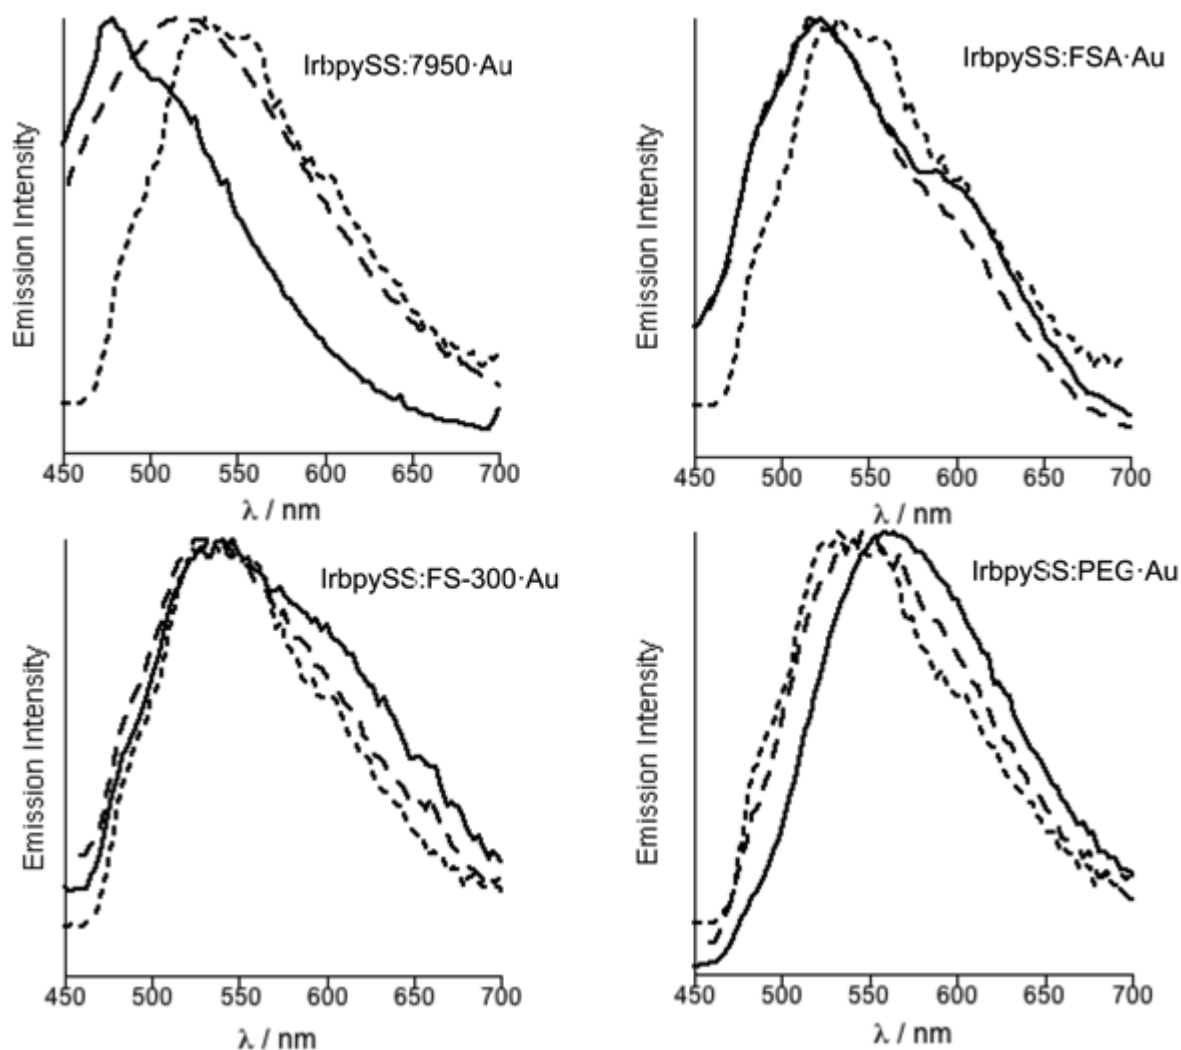 IrbpySS:7950·Au
Emission Intensity
450 500 550 600 650 700
λ / nm
IrbpySS:FSA·Au
Emission Intensity
450 500 550 600 650 700
λ / nm
IrbpySS:FS-300·Au
Emission Intensity
450 500 550 600 650 700
λ / nm
IrbpySS:PEG·Au
Emission Intensity
450 500 550 600 650 700
λ / nm